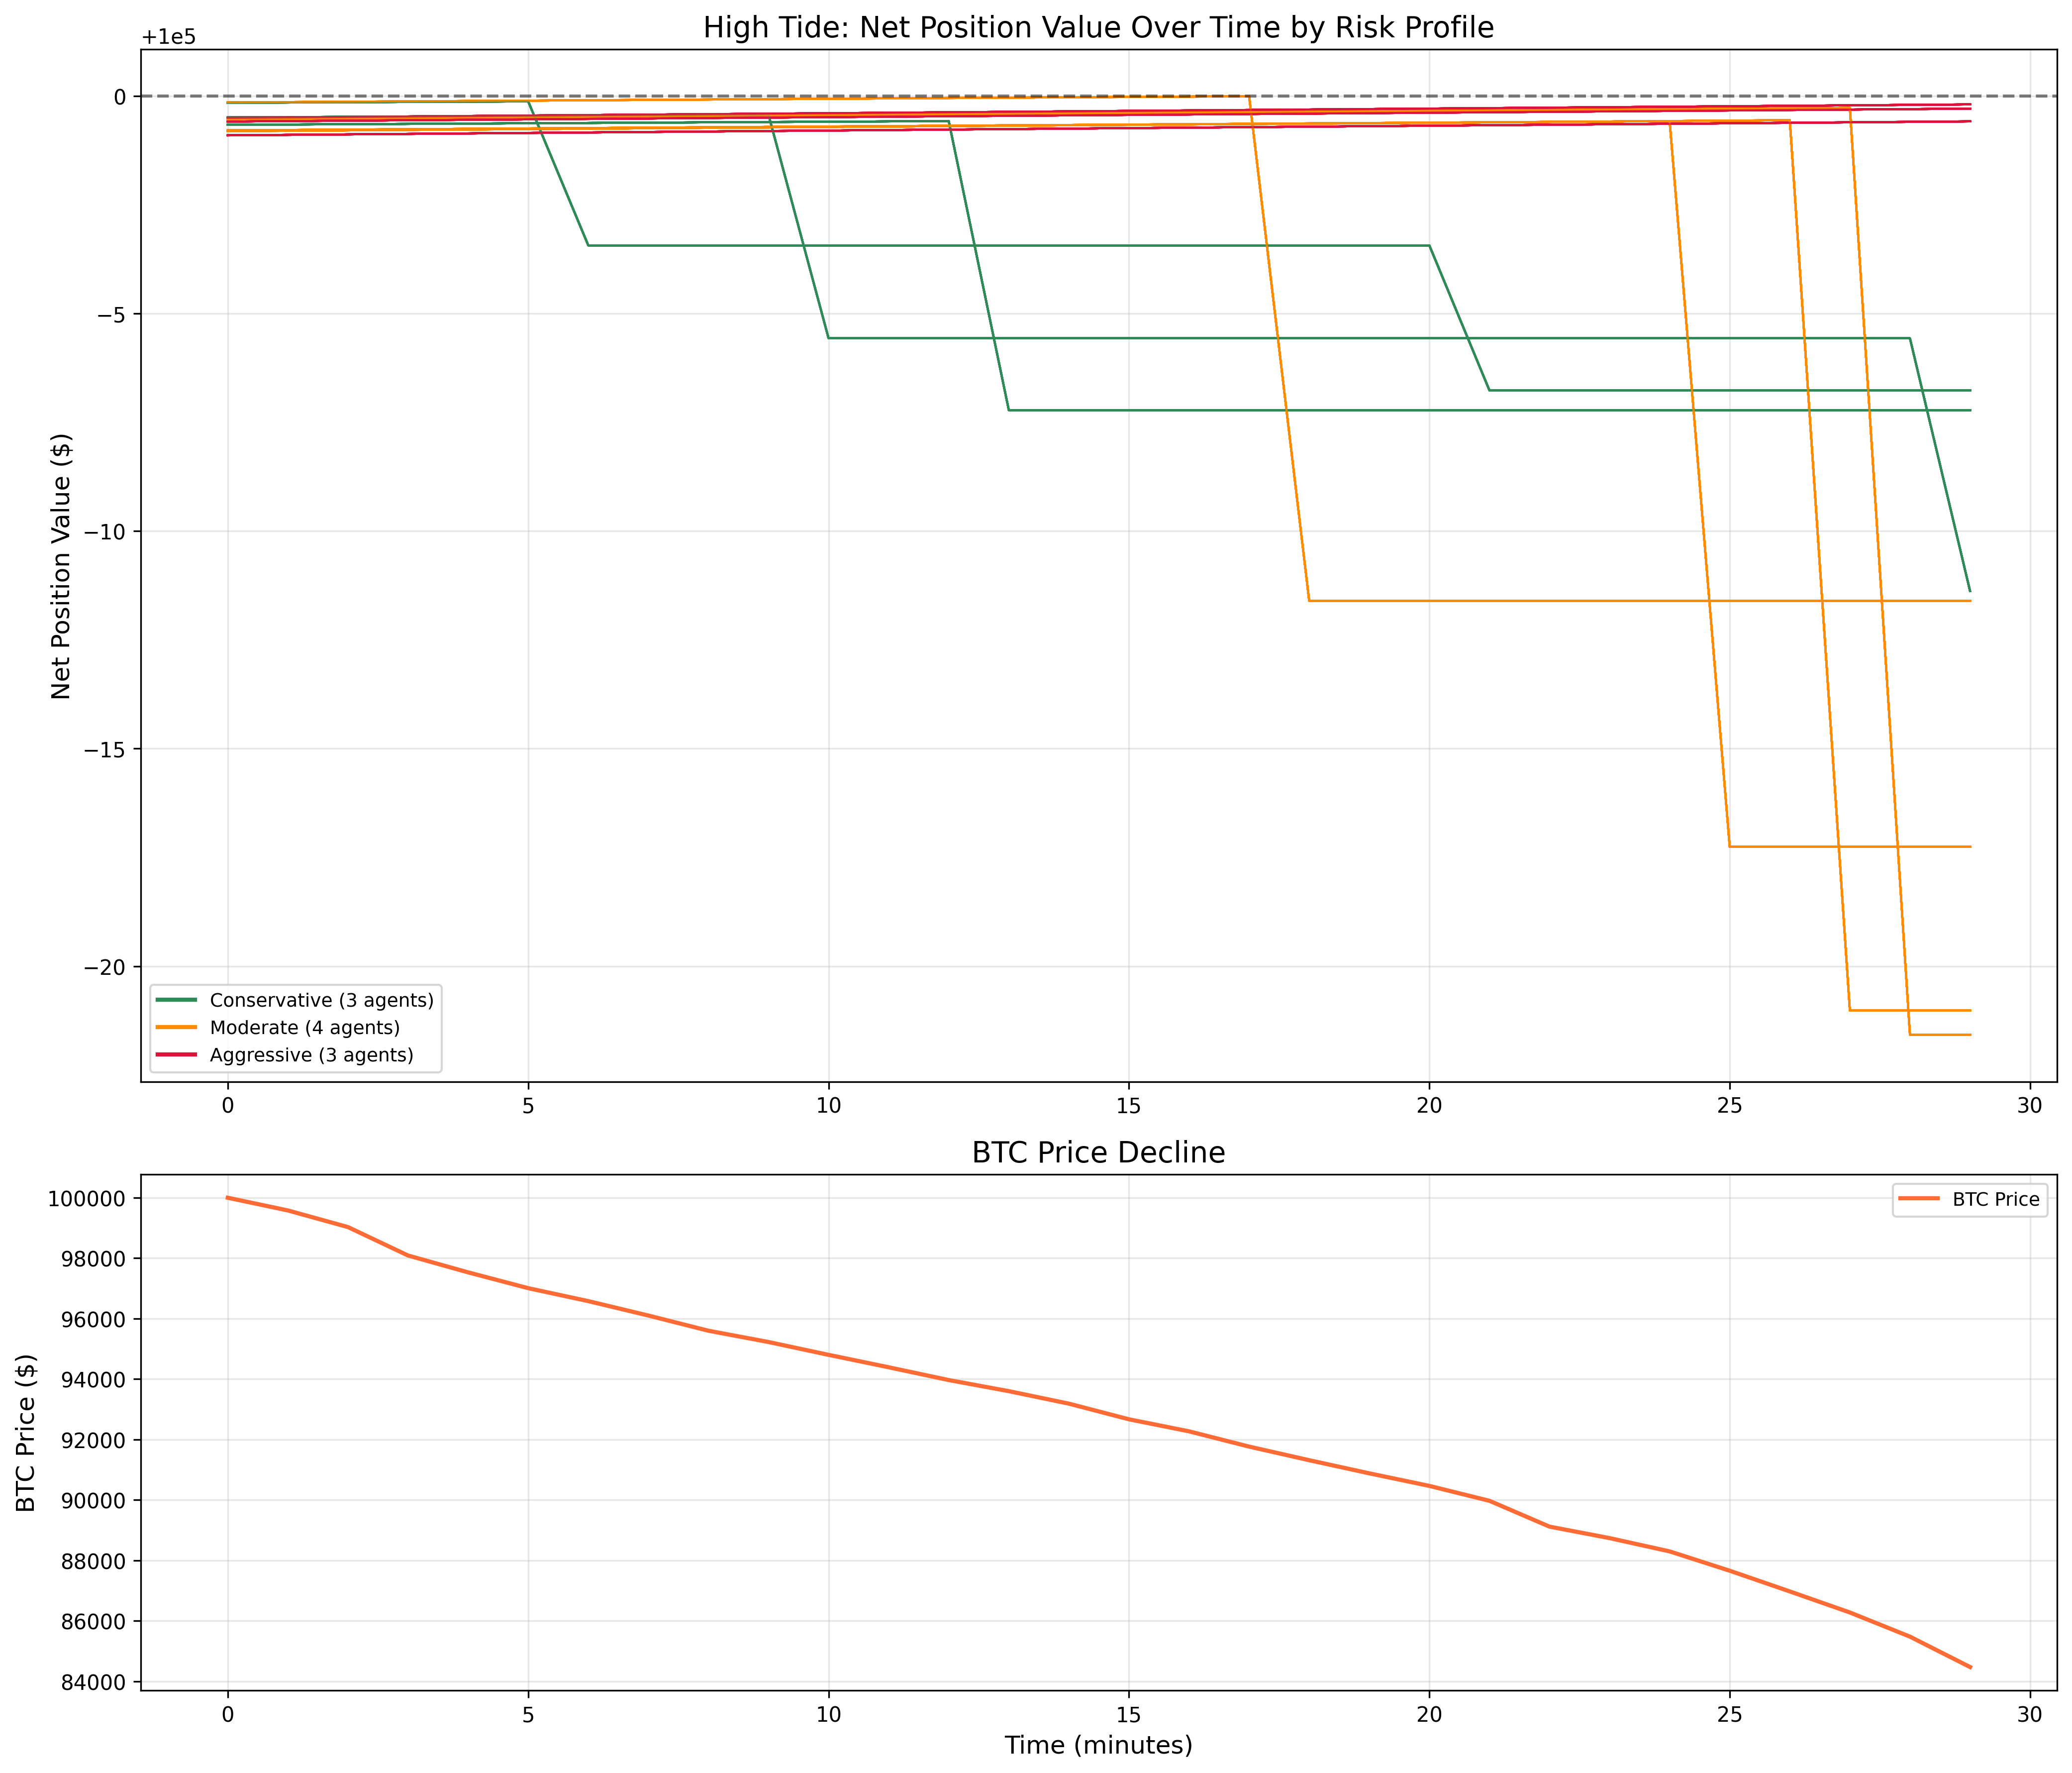 High Tide: Net Position Value Over Time by Risk Profile
+1e5
0
−5
−10
−15
−20
Net Position Value ($)
Conservative (3 agents)
Moderate (4 agents)
Aggressive (3 agents)
0 5 10 15 20 25 30
BTC Price Decline
100000
98000
96000
94000
92000
90000
88000
86000
84000
BTC Price ($)
BTC Price
0 5 10 15 20 25 30
Time (minutes)